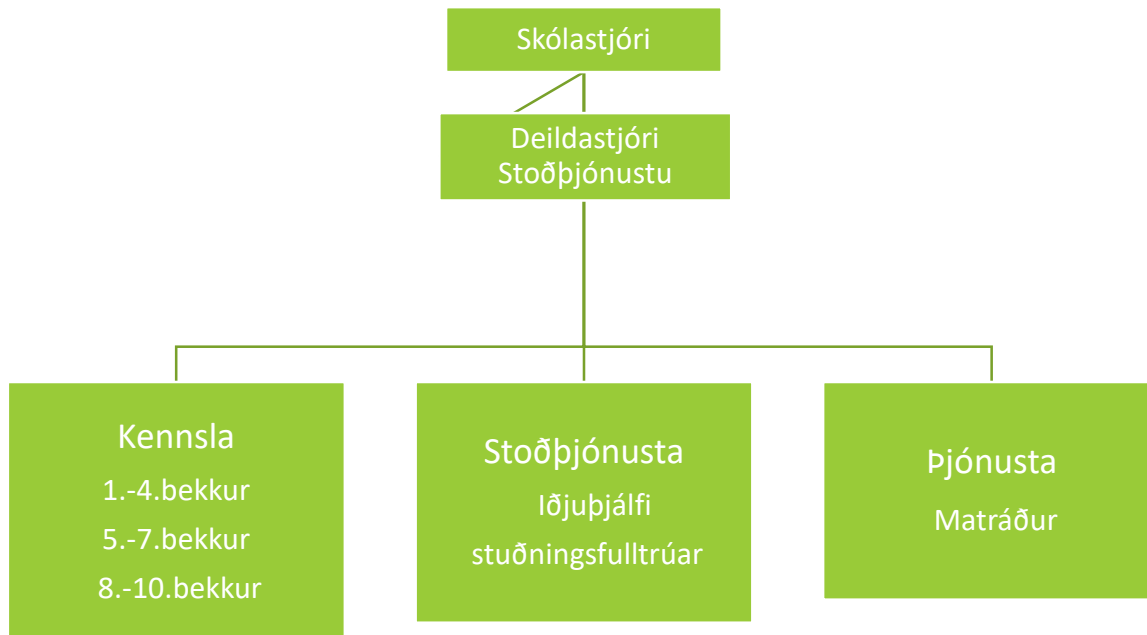 Skólastjóri
Deildastjóri
Stoðþjónustu
Kennsla
1.-4.bekkur
5.-7.bekkur
8.-10.bekkur
Stoðþjónusta
Iðjuþjálfi
stuðningsfulltrúar
Þjónusta
Matráður